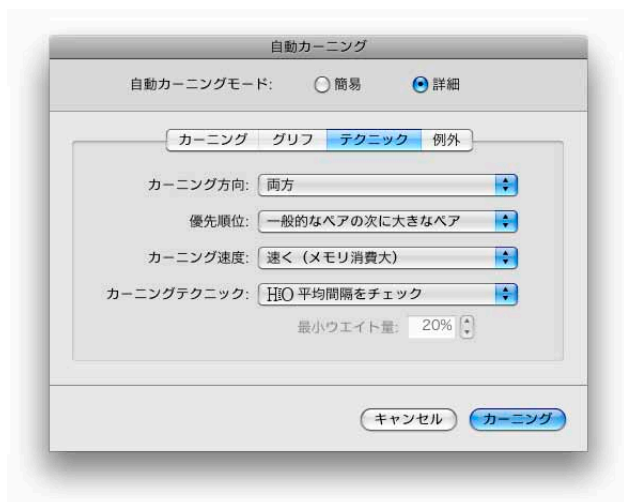 自動カーニング
自動カーニングモード: 簡易 詳細
カーニング グリフ テクニック 例外
カーニング方向: 両方
優先順位: 一般的なペアの次に大きなペア
カーニング速度: 速く（メモリ消費大）
カーニングテクニック: HIO 平均間隔をチェック
最小ウエイト量: 20%
キャンセル カーニング